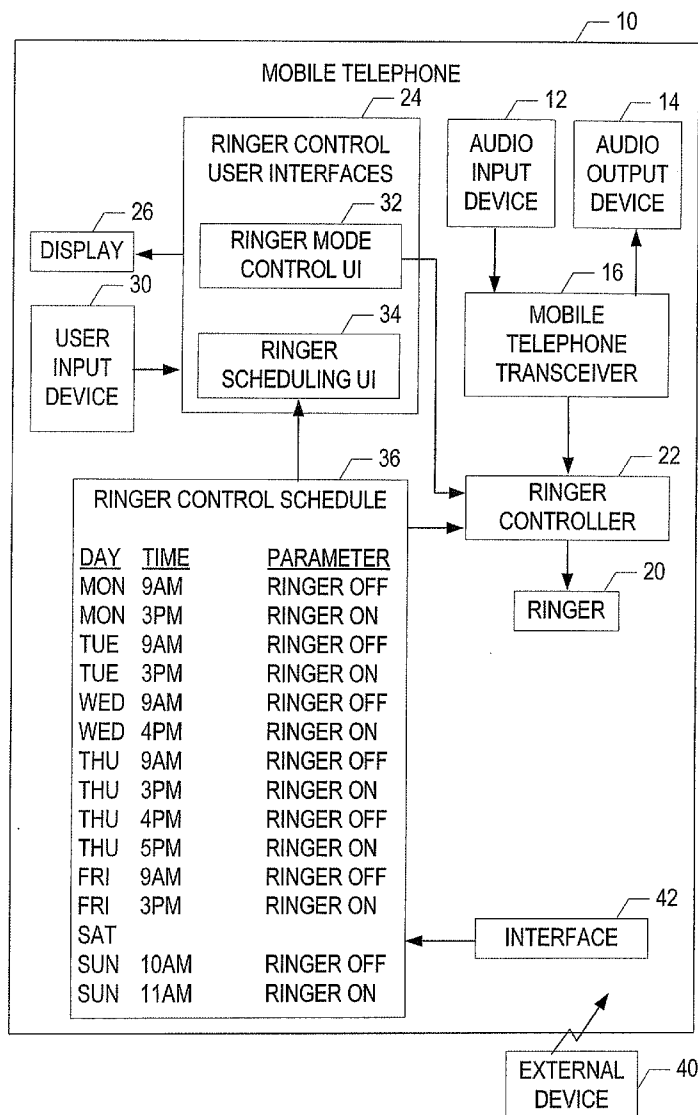 10
MOBILE TELEPHONE
24
12
14
RINGER CONTROL
USER INTERFACES
AUDIO
INPUT
DEVICE
AUDIO
OUTPUT
DEVICE
26
DISPLAY
32
RINGER MODE
CONTROL UI
16
MOBILE
TELEPHONE
TRANSCEIVER
30
USER
INPUT
DEVICE
34
RINGER
SCHEDULING UI
36
22
RINGER
CONTROLLER
20
RINGER
RINGER CONTROL SCHEDULE
DAY TIME PARAMETER
MON 9AM RINGER OFF
MON 3PM RINGER ON
TUE 9AM RINGER OFF
TUE 3PM RINGER ON
WED 9AM RINGER OFF
WED 4PM RINGER ON
THU 9AM RINGER OFF
THU 3PM RINGER ON
THU 4PM RINGER OFF
THU 5PM RINGER ON
FRI 9AM RINGER OFF
FRI 3PM RINGER ON
SAT
SUN 10AM RINGER OFF
SUN 11AM RINGER ON
42
INTERFACE
EXTERNAL
DEVICE
40